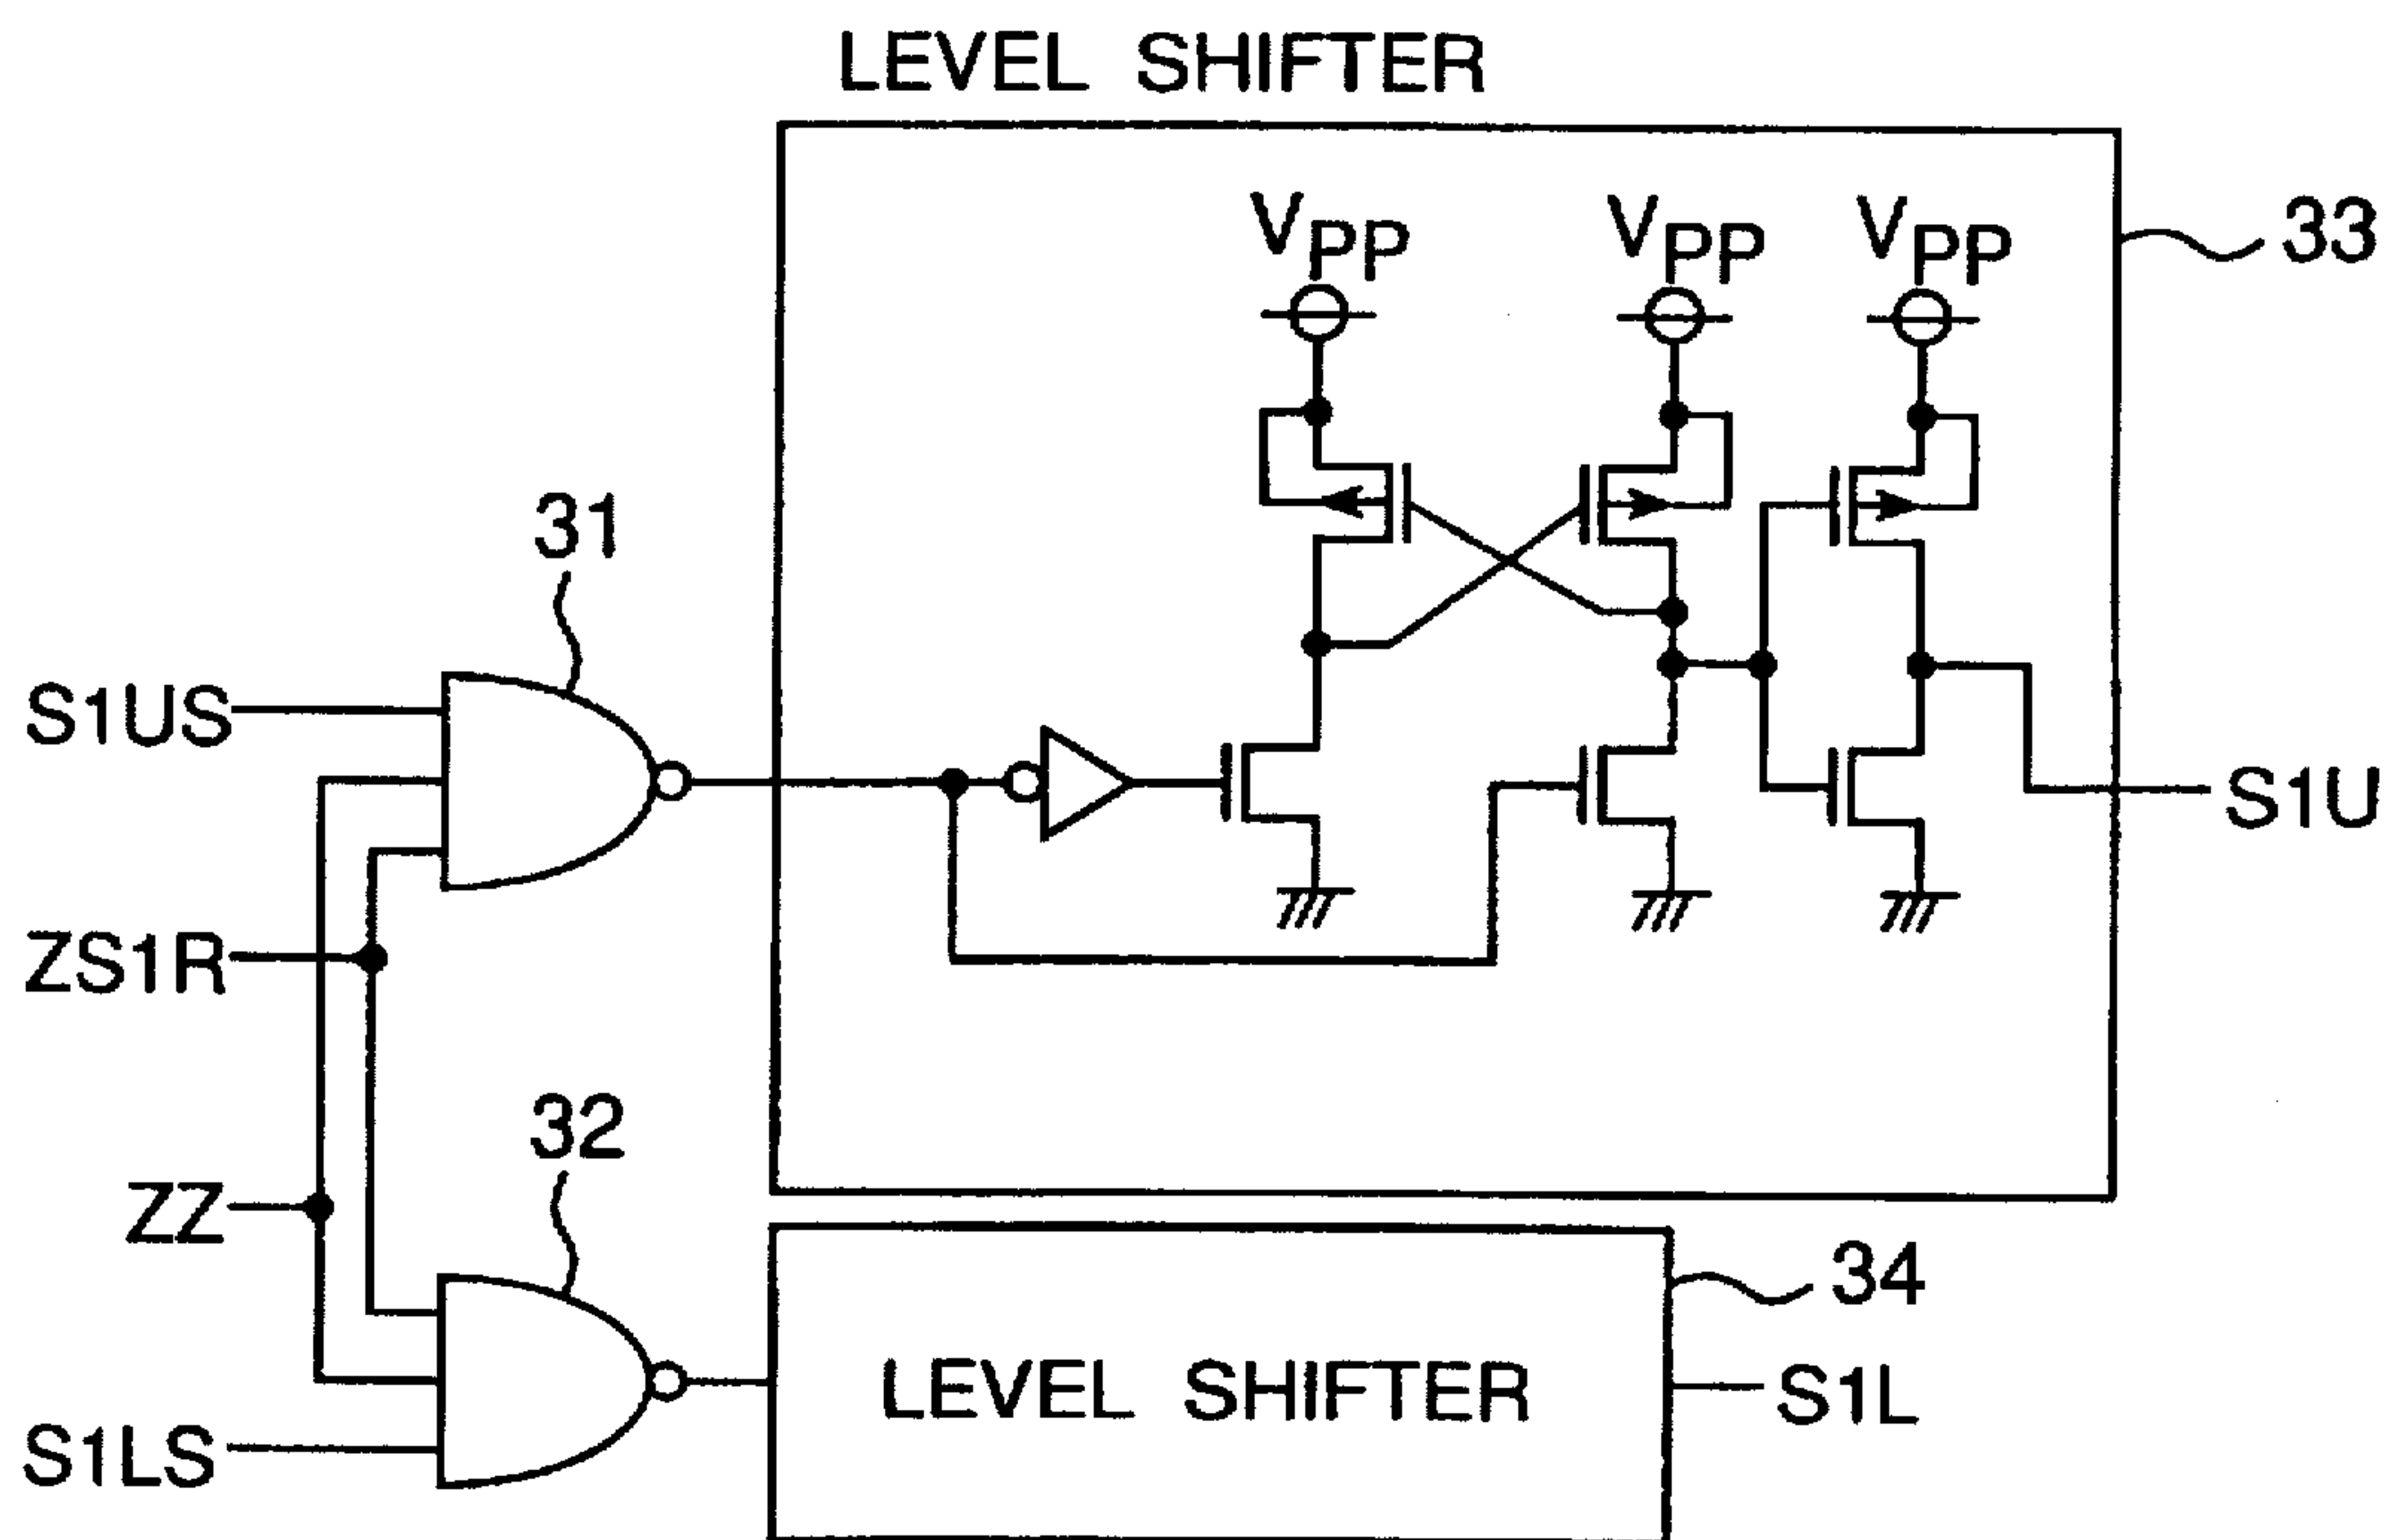 LEVEL SHIFTER
VPP
VPP
VPP
33
31
S1US
S1U
ZS1R
32
ZZ
34
LEVEL SHIFTER
S1L
S1LS